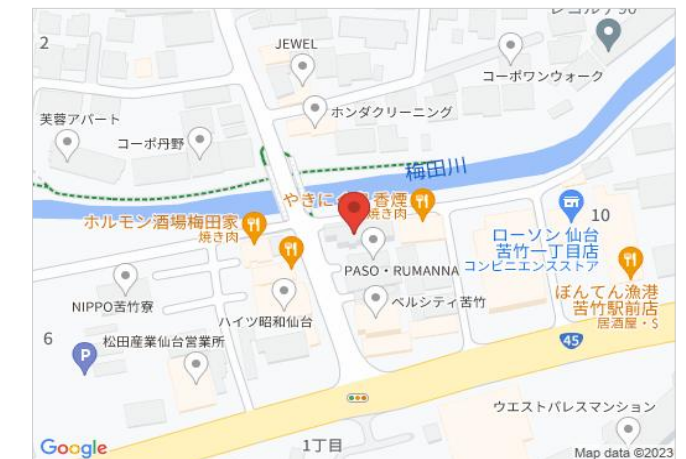 2
JEWEL
コーポワンウォーク
ホンダクリーニング
芙蓉アパート
コーポ丹野
梅田川
香煙
焼き肉
ホルモン酒場梅田家
焼き肉
10
ローソン 仙台
苦竹一丁目店
コンビニエンスストア
PASO・RUMANNA
ぼんてん漁港
苦竹駅前店
居酒屋・$
NIPPO苦竹寮
ベルシティ苦竹
ハイツ昭和仙台
6
P
松田産業仙台営業所
45
ウエストパレスマンション
1丁目
Google
Map data ©2023